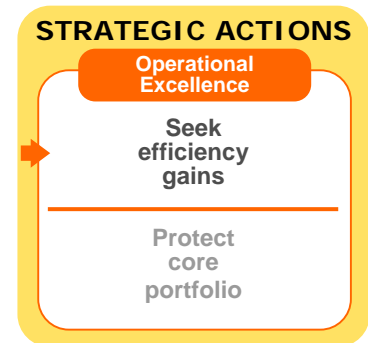 STRATEGIC ACTIONS
Operational
Excellence
Seek
efficiency
gains
Protect
core
portfolio